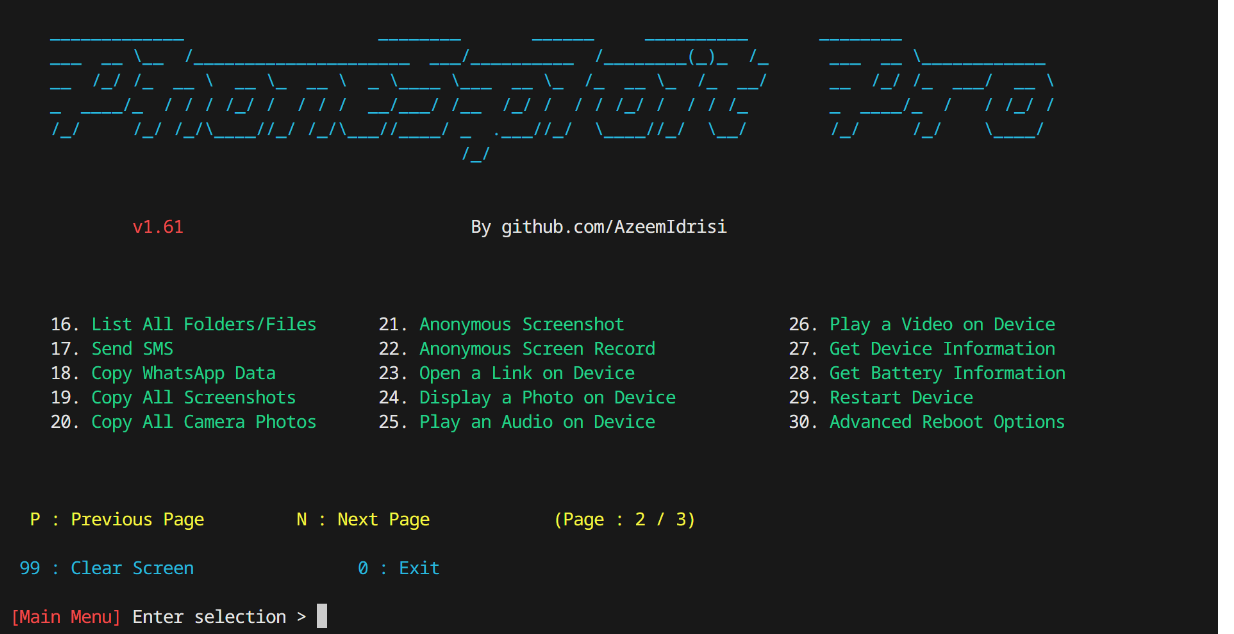 PhoneSploit Pro
v1.61 By github.com/AzeemIdrisi
16. List All Folders/Files 21. Anonymous Screenshot 26. Play a Video on Device
17. Send SMS 22. Anonymous Screen Record 27. Get Device Information
18. Copy WhatsApp Data 23. Open a Link on Device 28. Get Battery Information
19. Copy All Screenshots 24. Display a Photo on Device 29. Restart Device
20. Copy All Camera Photos 25. Play an Audio on Device 30. Advanced Reboot Options
P : Previous Page N : Next Page (Page : 2 / 3)
99 : Clear Screen 0 : Exit
[Main Menu] Enter selection >